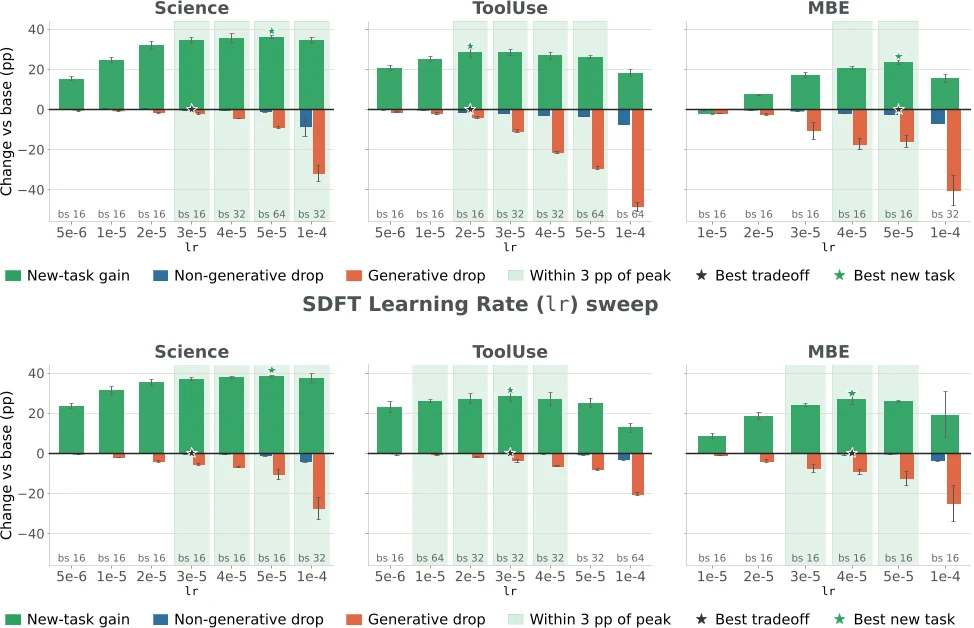 Science ToolUse MBE
Change vs base (pp)
40
20
0
−20
−40
bs 16 bs 16 bs 16 bs 16 bs 32 bs 64 bs 32
5e-6 1e-5 2e-5 3e-5 4e-5 5e-5 1e-4
lr
bs 16 bs 16 bs 16 bs 32 bs 32 bs 64 bs 64
5e-6 1e-5 2e-5 3e-5 4e-5 5e-5 1e-4
lr
bs 16 bs 16 bs 16 bs 16 bs 16 bs 32
1e-5 2e-5 3e-5 4e-5 5e-5 1e-4
lr
New-task gain Non-generative drop Generative drop Within 3 pp of peak Best tradeoff Best new task
SDFT Learning Rate (lr) sweep
Science ToolUse MBE
Change vs base (pp)
40
20
0
−20
−40
bs 16 bs 16 bs 16 bs 16 bs 16 bs 16 bs 32
5e-6 1e-5 2e-5 3e-5 4e-5 5e-5 1e-4
lr
bs 16 bs 64 bs 32 bs 32 bs 32 bs 32 bs 64
5e-6 1e-5 2e-5 3e-5 4e-5 5e-5 1e-4
lr
bs 16 bs 16 bs 16 bs 16 bs 16 bs 16
1e-5 2e-5 3e-5 4e-5 5e-5 1e-4
lr
New-task gain Non-generative drop Generative drop Within 3 pp of peak Best tradeoff Best new task